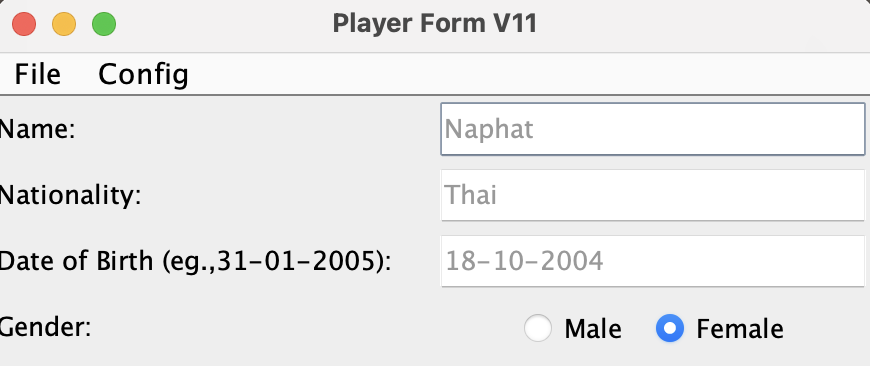 Player Form V11
File Config
Name: Naphat
Nationality: Thai
Date of Birth (eg.,31-01-2005): 18-10-2004
Gender: Male Female